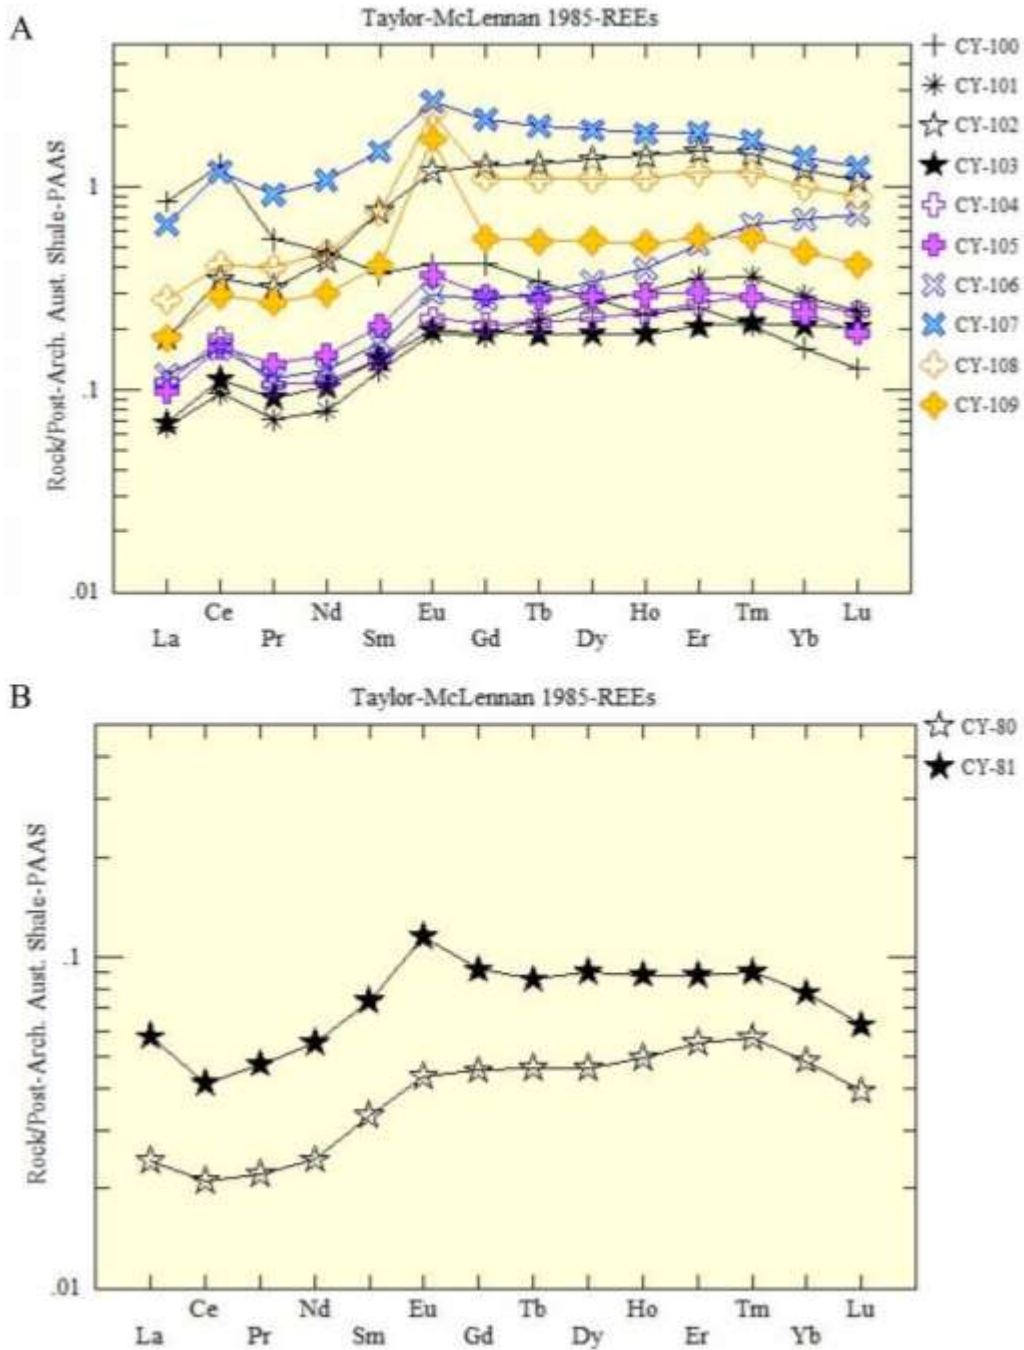 A
Taylor-McLennan 1985-REEs
Rock/Post-Arch. Aust. Shale-PAAS
1
.1
.01
Ce Nd Eu Tb Ho Tm Lu
La Pr Sm Gd Dy Er Yb
CY-100
CY-101
CY-102
CY-103
CY-104
CY-105
CY-106
CY-107
CY-108
CY-109
B
Taylor-McLennan 1985-REEs
Rock/Post-Arch. Aust. Shale-PAAS
.1
.01
Ce Nd Eu Tb Ho Tm Lu
La Pr Sm Gd Dy Er Yb
CY-80
CY-81